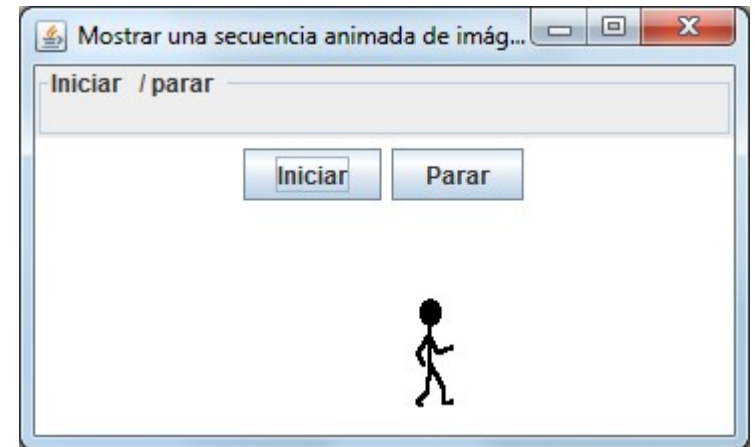 Mostrar una secuencia animada de imág...
Iniciar / parar
Iniciar Parar